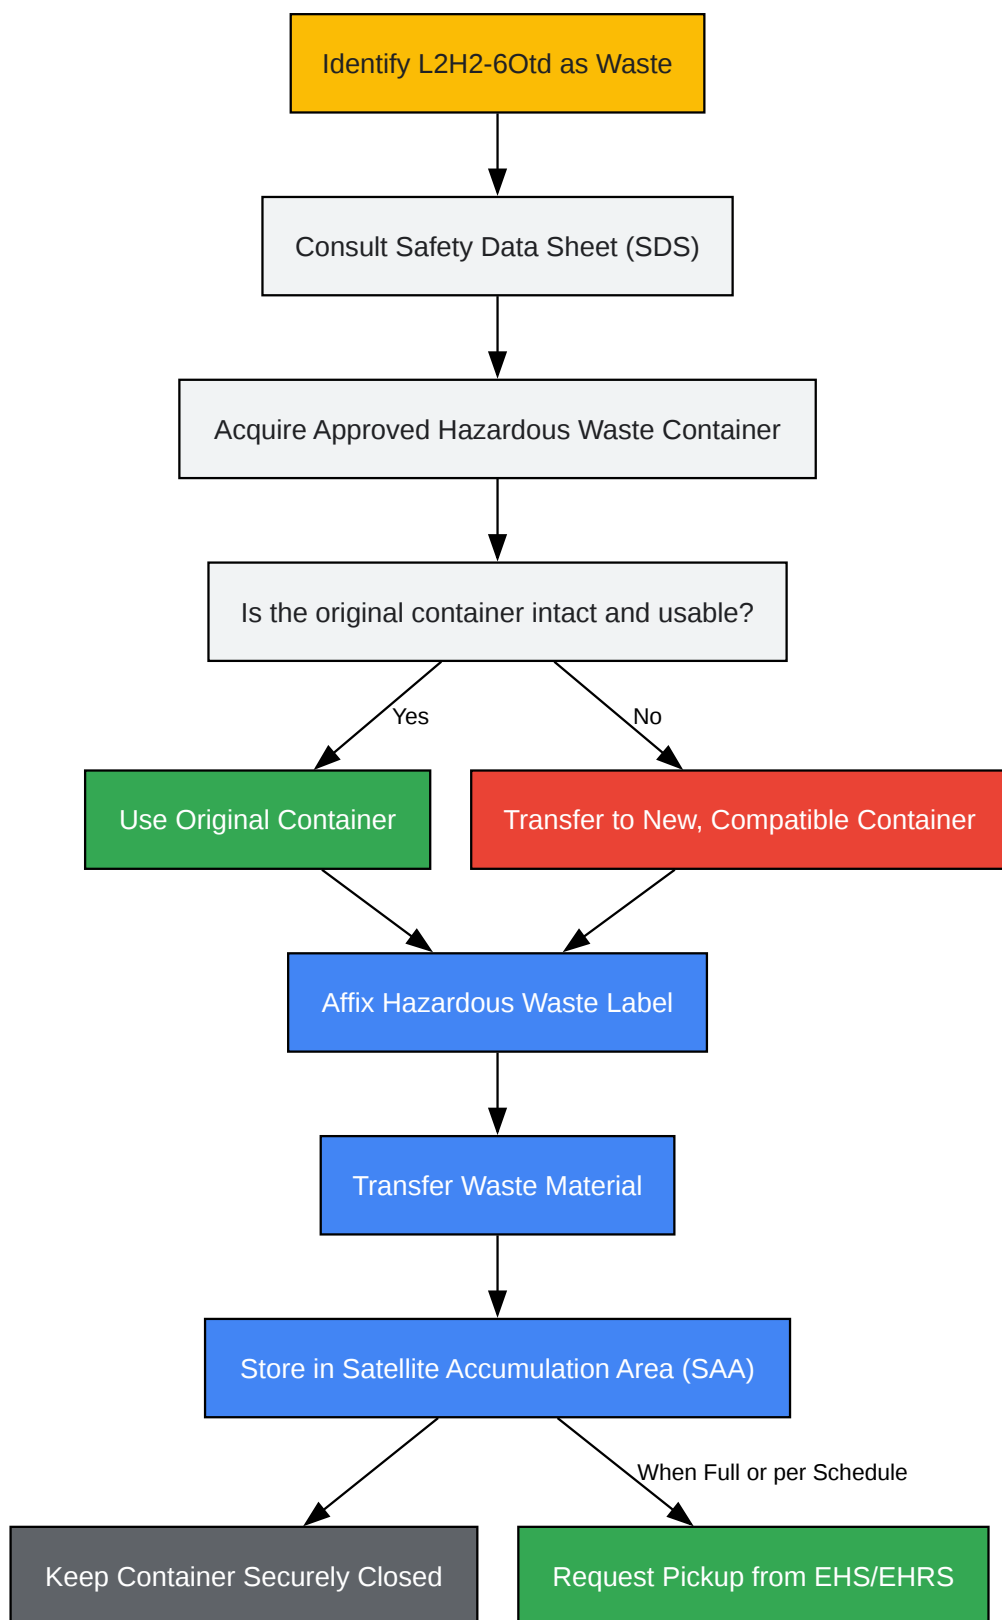 Identify L2H2-6Otd as Waste
Consult Safety Data Sheet (SDS)
Acquire Approved Hazardous Waste Container
Is the original container intact and usable?
Yes
No
Use Original Container
Transfer to New, Compatible Container
Affix Hazardous Waste Label
Transfer Waste Material
Store in Satellite Accumulation Area (SAA)
When Full or per Schedule
Keep Container Securely Closed
Request Pickup from EHS/EHRS